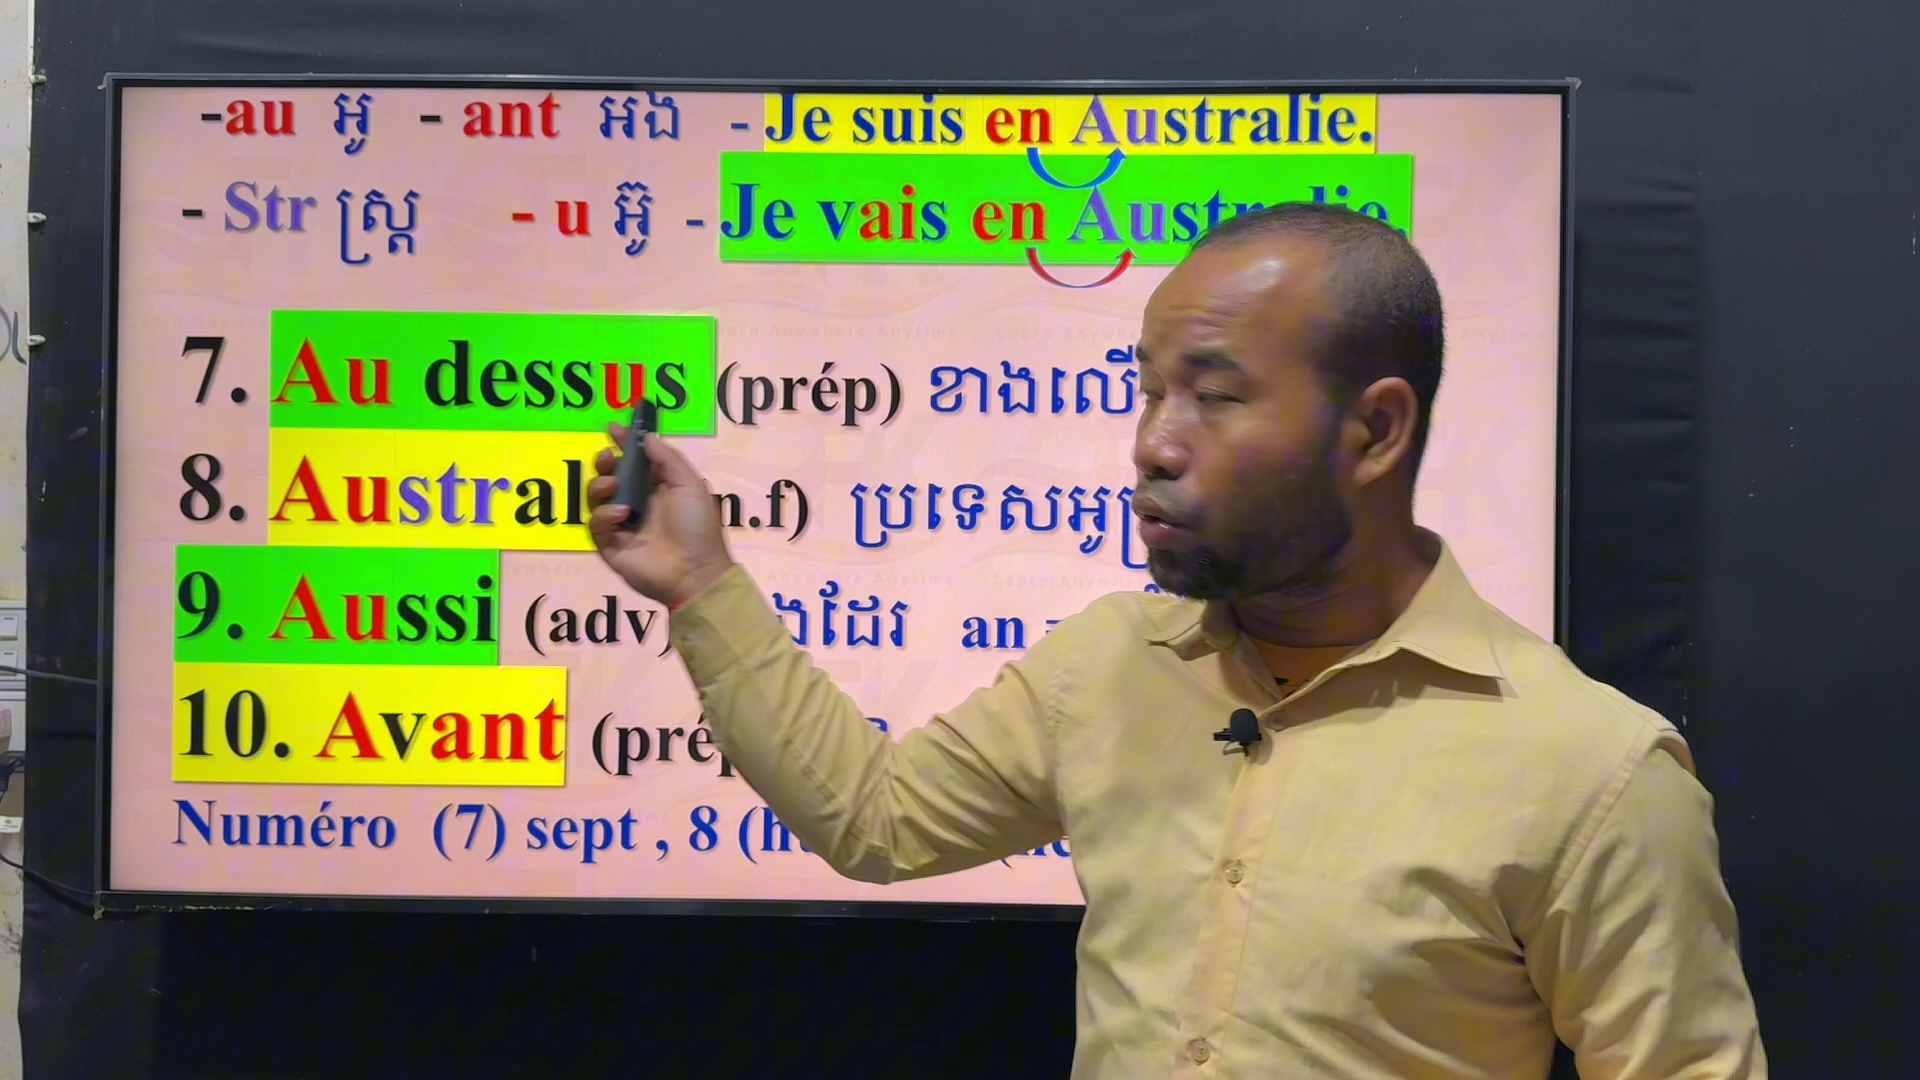 -au អូ - ant អង់ - Je suis en Australie.
- Str ស្ត្រ - u អ៊ូ - Je vais en Australie.
7. Au dessus (prép) ខាងលើ
8. Austral (n.f) ប្រទេសអូ
9. Aussi (adv) ងដែរ an
10. Avant (pré
Numéro (7) sept , 8 (h